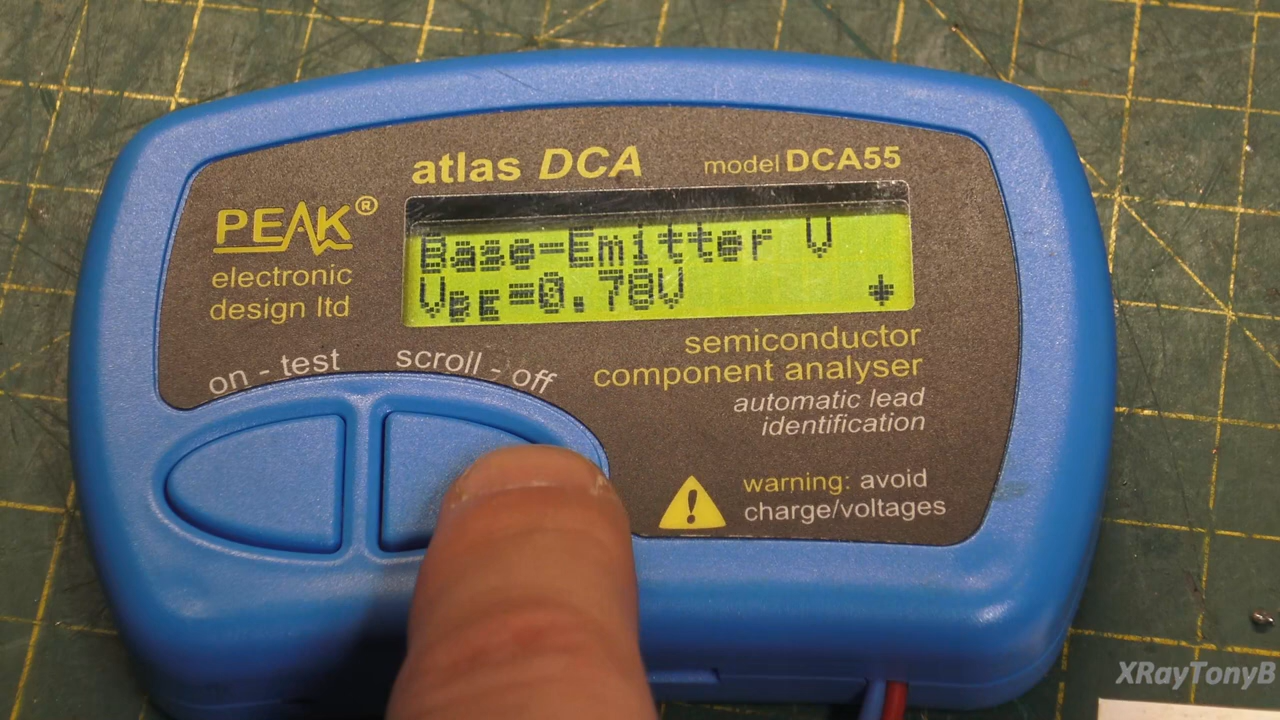 atlas DCA
model DCA55
PEAK®
electronic
design ltd
Base-Emitter V
VBE=0.78V
on - test
scroll - off
semiconductor
component analyser
automatic lead
identification
warning: avoid
charge/voltages
XRayTonyB